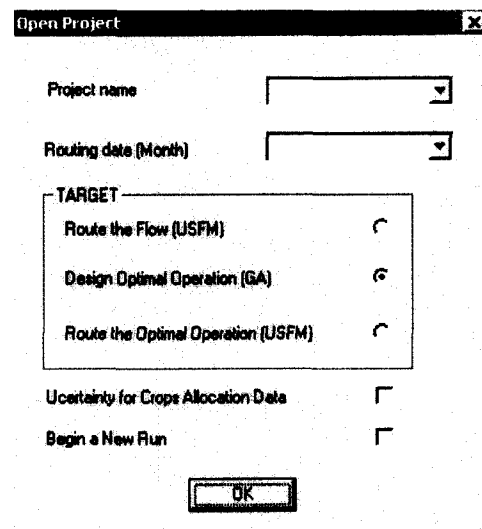 Open Project
Project name
Routing date (Month)
TARGET
Route the Flow (USFM)
Design Optimal Operation (GA)
Route the Optimal Operation (USFM)
Ucertainty for Crops Allocation Data
Begin a New Run
OK